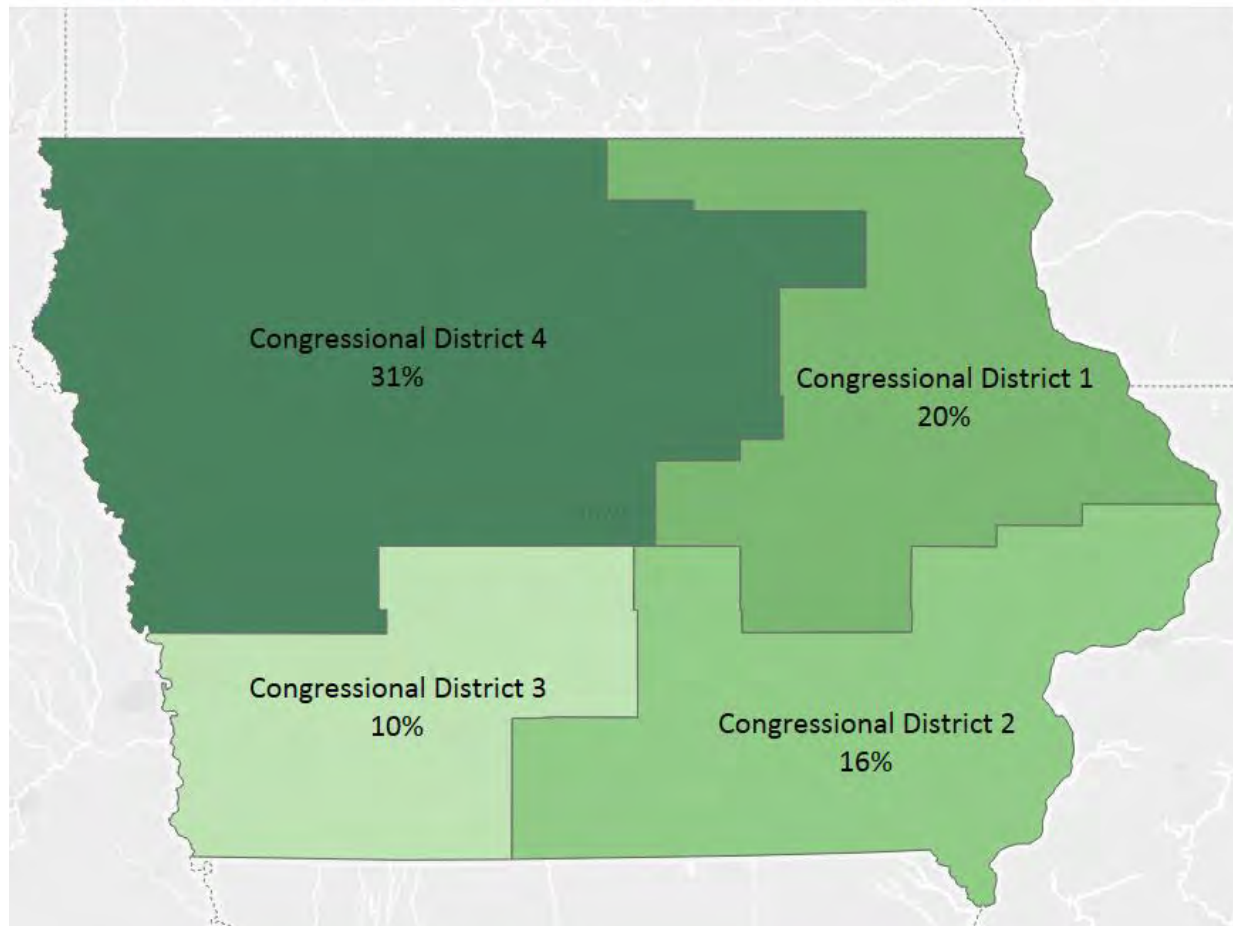 Congressional District 4
31%
Congressional District 1
20%
Congressional District 3
10%
Congressional District 2
16%